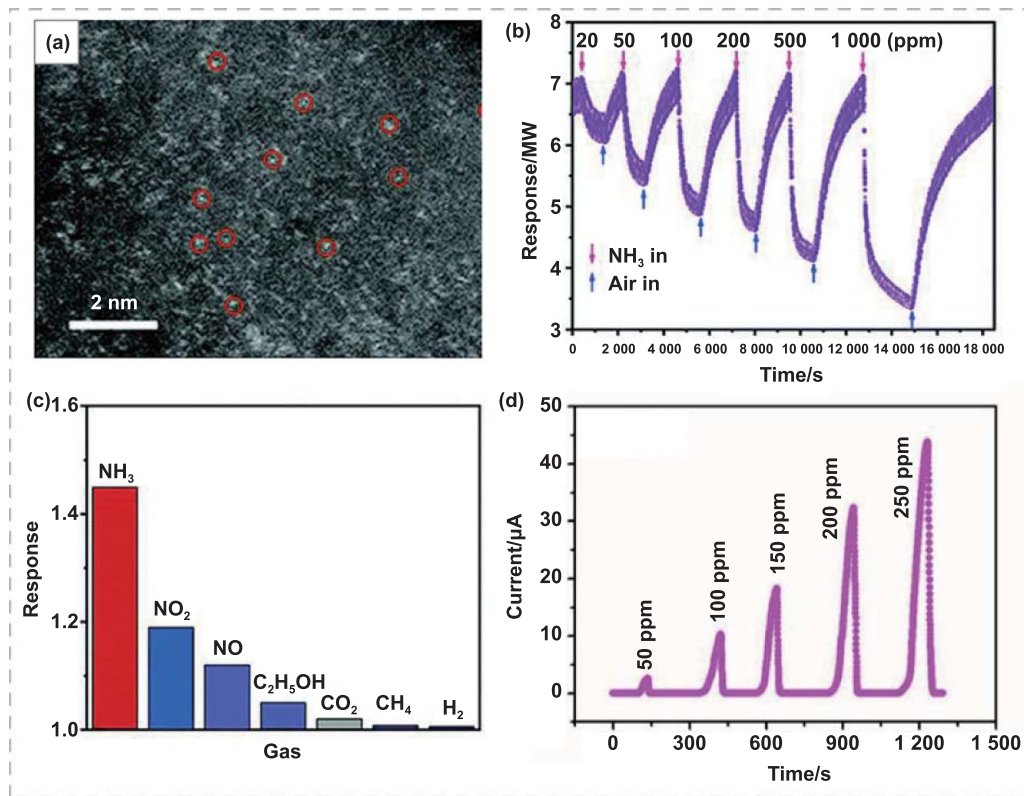 (a)
2 nm
(b)
8
7
6
5
4
3
Response/MW
20 50 100 200 500 1 000 (ppm)
NH₃ in
Air in
0 2 000 4 000 6 000 8 000 10 000 12 000 14 000 16 000 18 000
Time/s
(c)
1.6
1.4
1.2
1.0
Response
NH₃
NO₂
NO
C₂H₅OH
CO₂
CH₄
H₂
Gas
(d)
50
40
30
20
10
0
Current/μA
50 ppm
100 ppm
150 ppm
200 ppm
250 ppm
0 300 600 900 1 200 1 500
Time/s